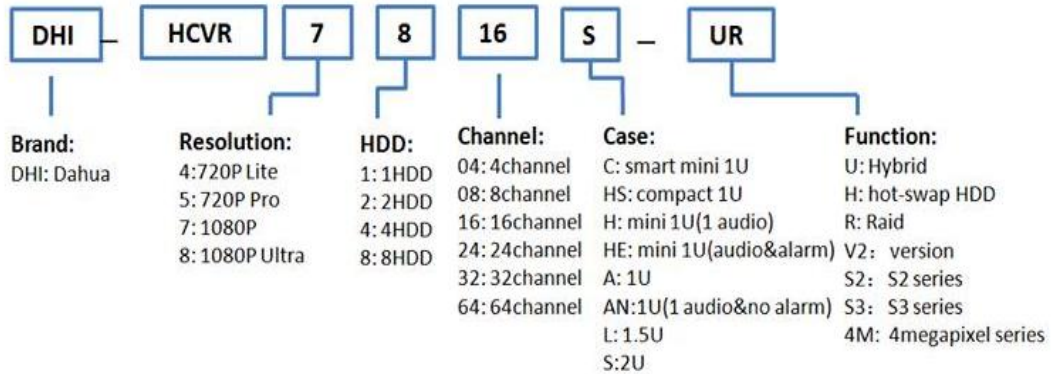 DHI – HCVR 7 8 16 S – UR
Brand:
DHI: Dahua
Resolution:
4:720P Lite
5: 720P Pro
7: 1080P
8: 1080P Ultra
HDD:
1: 1HDD
2: 2HDD
4: 4HDD
8: 8HDD
Channel:
04: 4channel
08: 8channel
16: 16channel
24: 24channel
32: 32channel
64: 64channel
Case:
C: smart mini 1U
HS: compact 1U
H: mini 1U(1 audio)
HE: mini 1U(audio&alarm)
A: 1U
AN:1U(1 audio&no alarm)
L: 1.5U
S:2U
Function:
U: Hybrid
H: hot-swap HDD
R: Raid
V2: version
S2: S2 series
S3: S3 series
4M: 4megapixel series